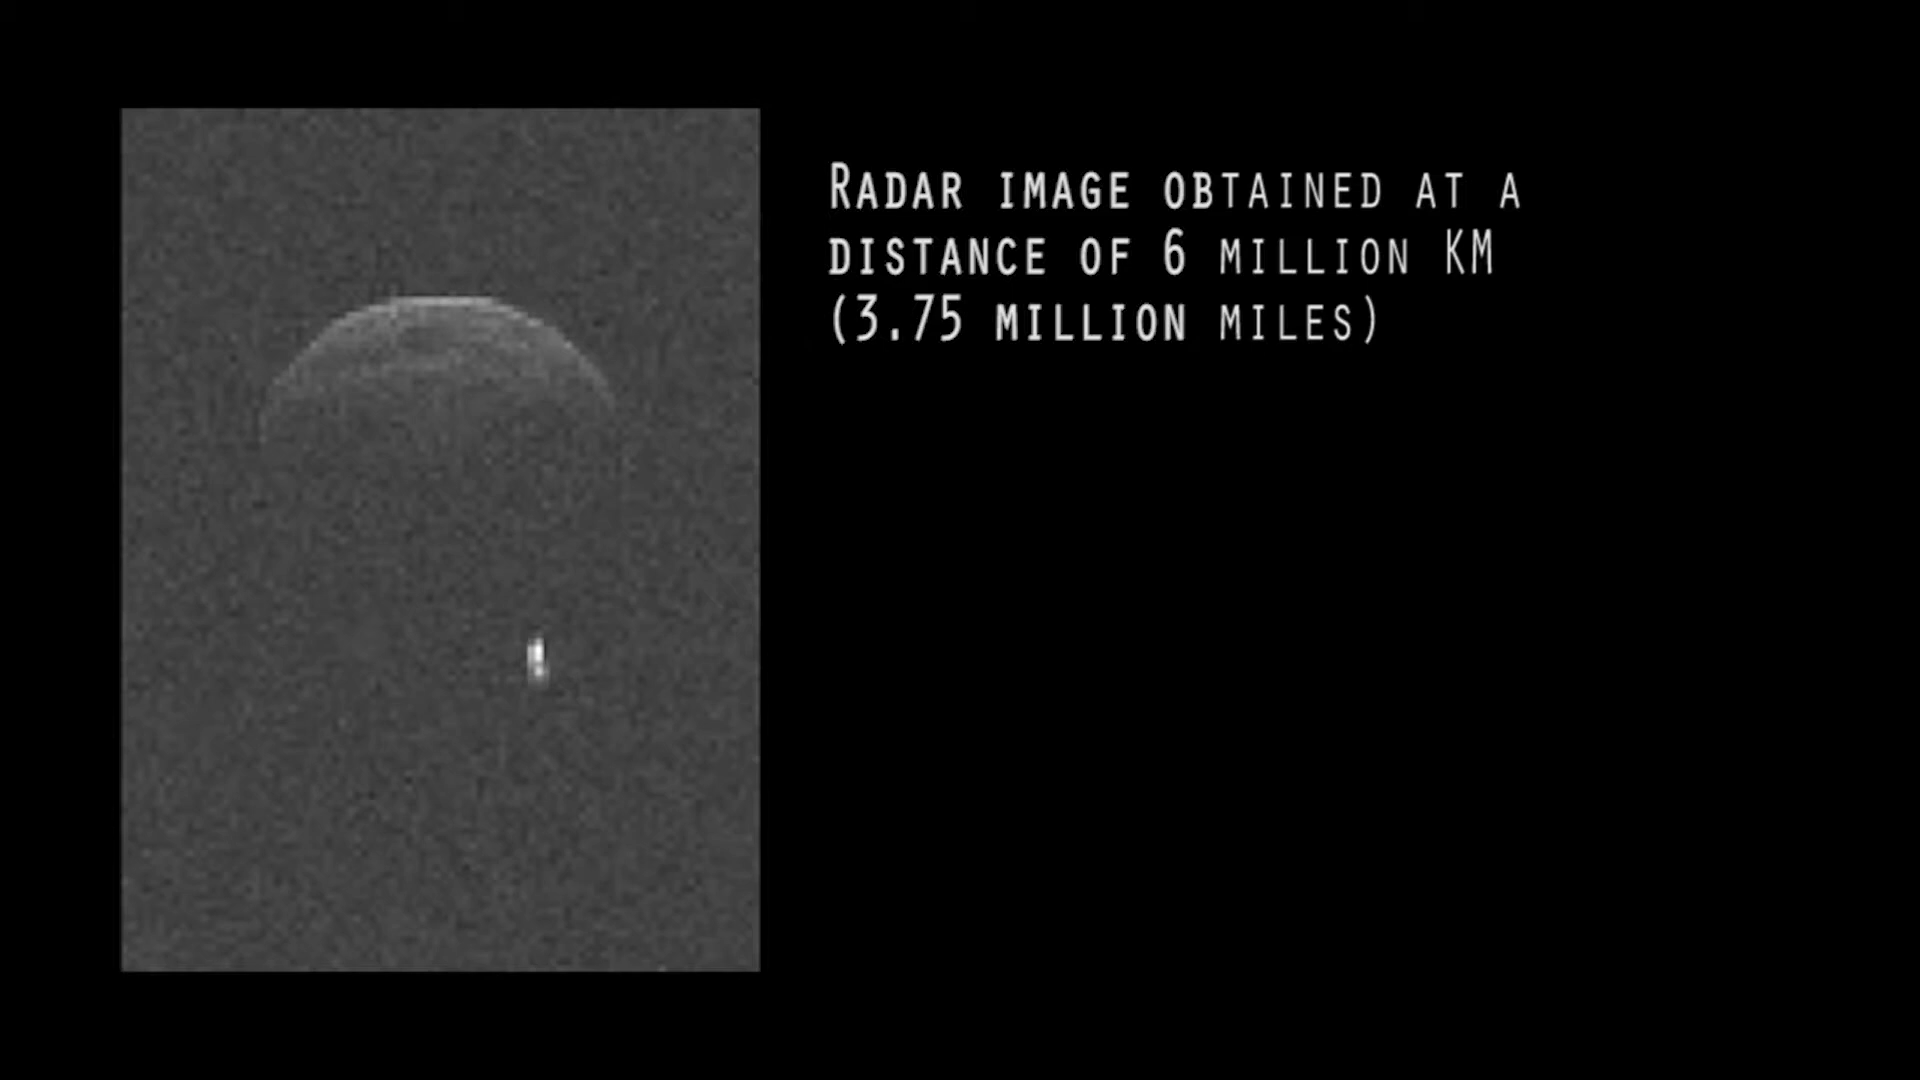 Radar image obtained at a
distance of 6 million KM
(3.75 million miles)